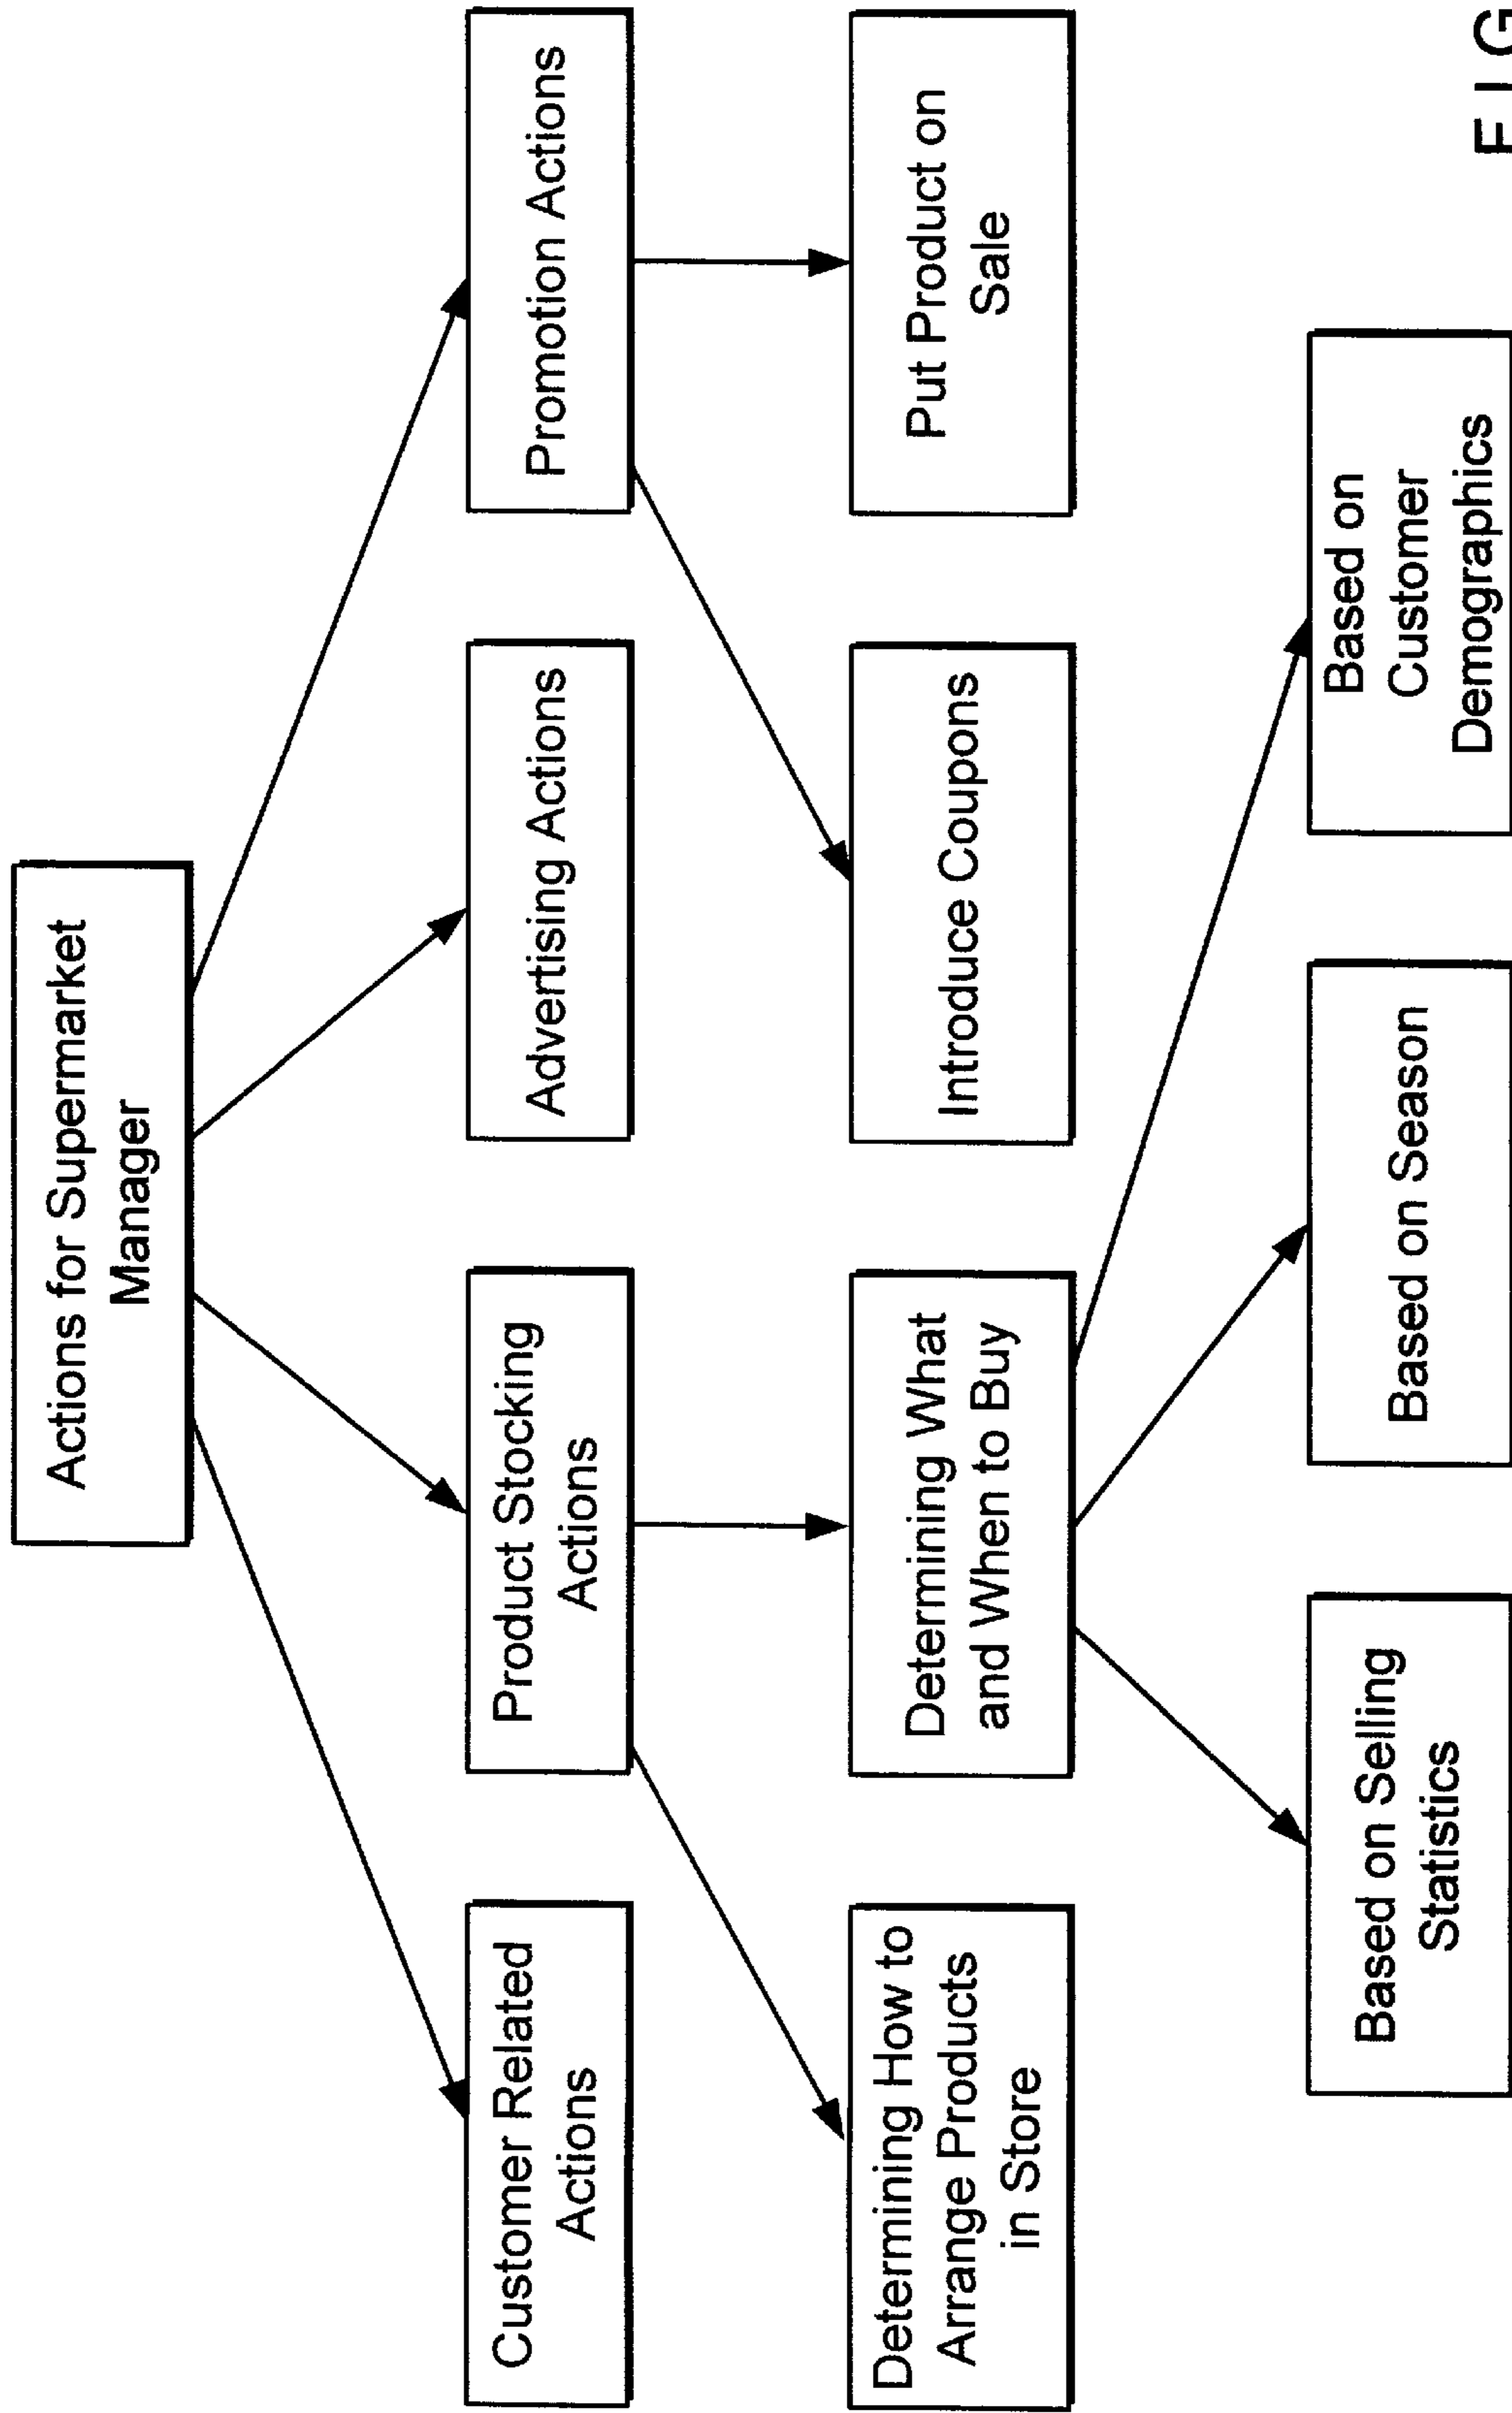 Actions for Supermarket
Manager
Customer Related
Actions
Product Stocking
Actions
Advertising Actions
Promotion Actions
Determining How to
Arrange Products
in Store
Determining What
and When to Buy
Introduce Coupons
Put Product on
Sale
Based on Selling
Statistics
Based on Season
Based on
Customer
Demographics
FIG